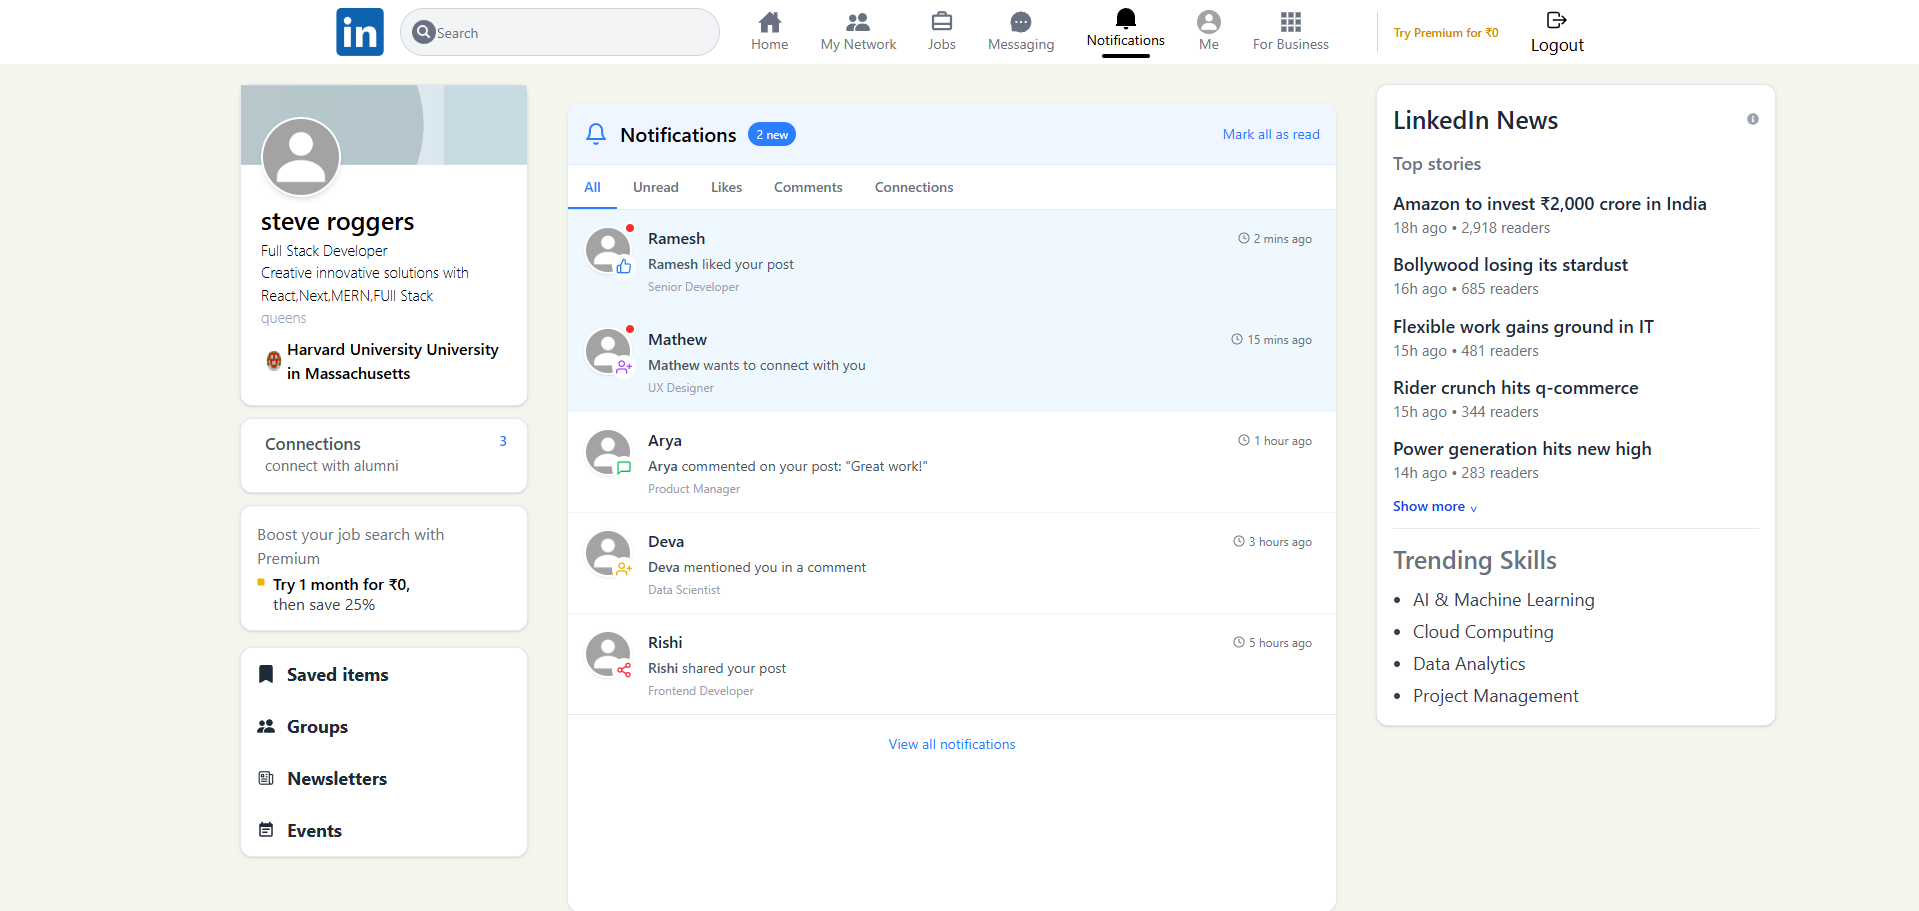 in
Search
Home
My Network
Jobs
Messaging
Notifications
Me
For Business
Try Premium for ₹0
Logout
steve roggers
Full Stack Developer
Creative innovative solutions with
React,Next,MERN,FUll Stack
queens
Harvard University University
in Massachusetts
Connections
3
connect with alumni
Boost your job search with
Premium
Try 1 month for ₹0,
then save 25%
Saved items
Groups
Newsletters
Events
Notifications
2 new
Mark all as read
All
Unread
Likes
Comments
Connections
Ramesh
2 mins ago
Ramesh liked your post
Senior Developer
Mathew
15 mins ago
Mathew wants to connect with you
UX Designer
Arya
1 hour ago
Arya commented on your post: "Great work!"
Product Manager
Deva
3 hours ago
Deva mentioned you in a comment
Data Scientist
Rishi
5 hours ago
Rishi shared your post
Frontend Developer
View all notifications
LinkedIn News
Top stories
Amazon to invest ₹2,000 crore in India
18h ago • 2,918 readers
Bollywood losing its stardust
16h ago • 685 readers
Flexible work gains ground in IT
15h ago • 481 readers
Rider crunch hits q-commerce
15h ago • 344 readers
Power generation hits new high
14h ago • 283 readers
Show more
Trending Skills
• AI & Machine Learning
• Cloud Computing
• Data Analytics
• Project Management